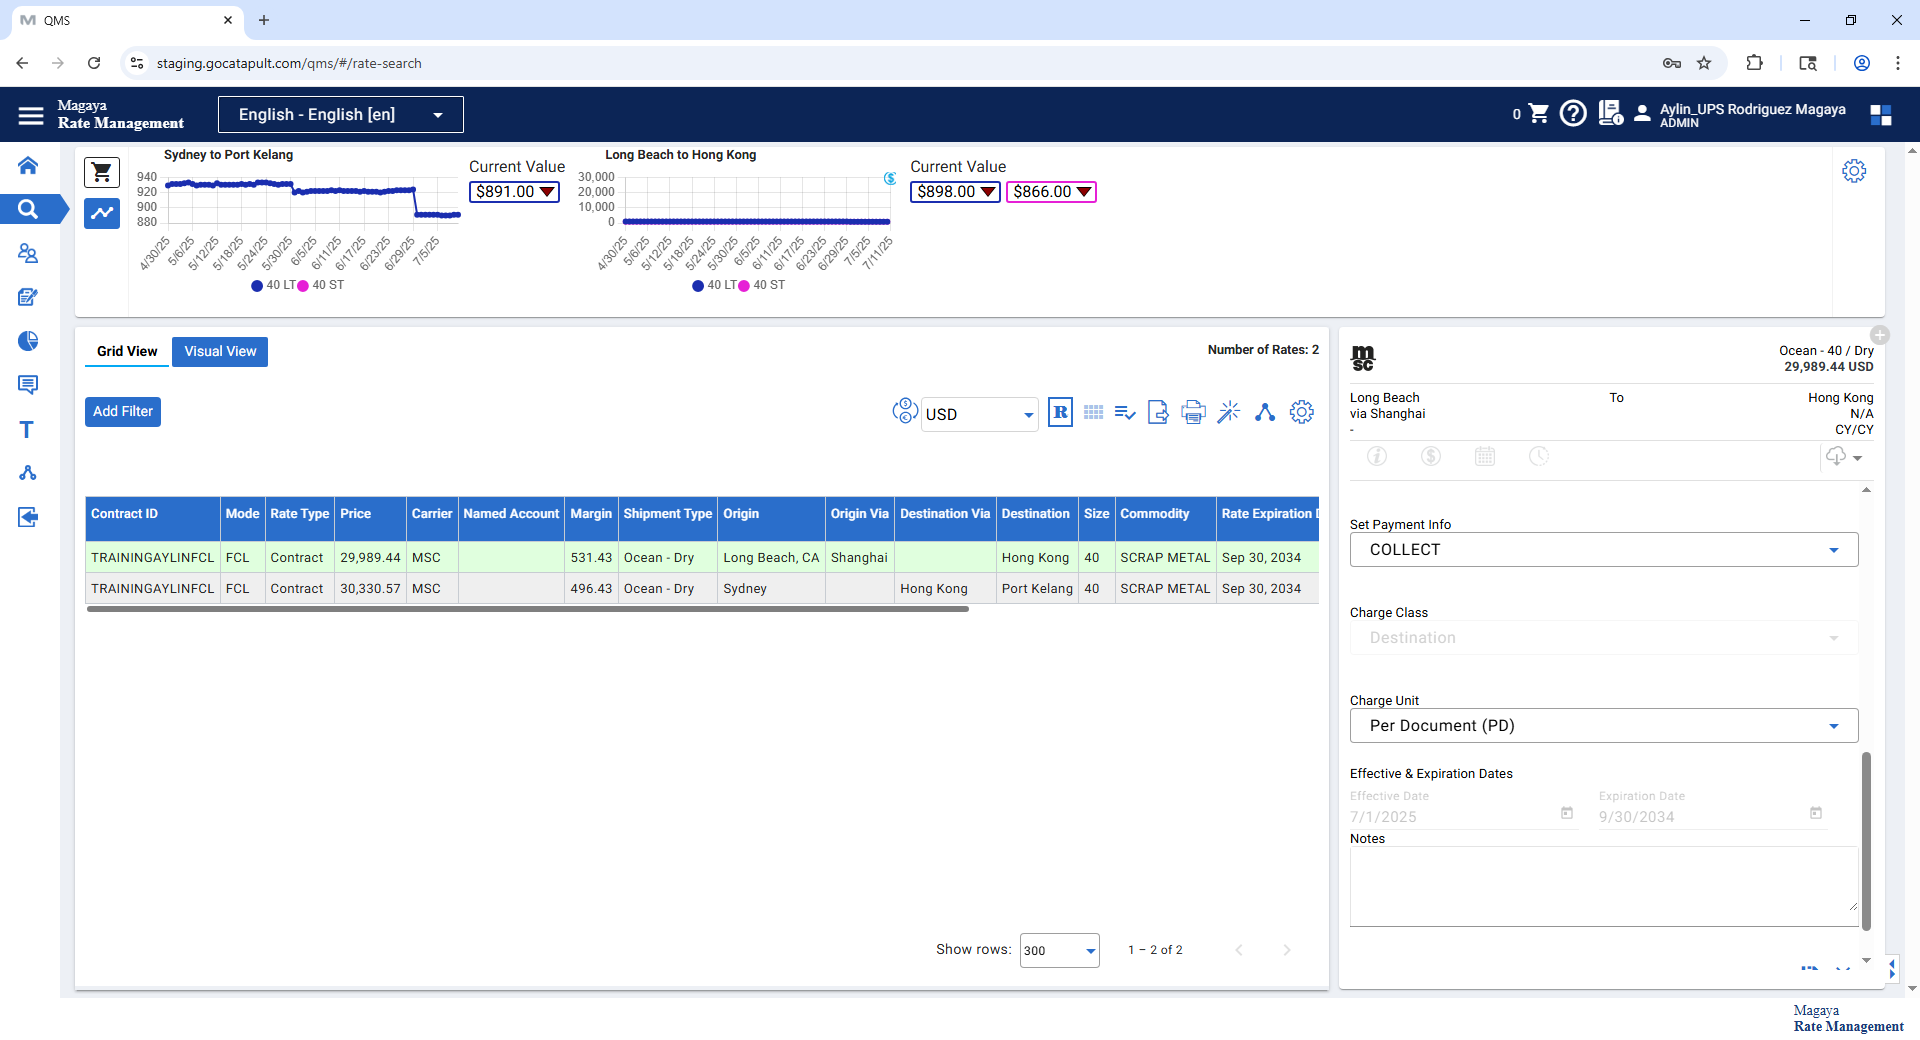 QMS
staging.gocatapult.com/qms/#/rate-search
Magaya
Rate Management
English - English [en]
0
Aylin_UPS Rodriguez Magaya
ADMIN
Sydney to Port Kelang
940
920
900
880
4/30/25
5/6/25
5/12/25
5/18/25
5/24/25
5/30/25
6/5/25
6/11/25
6/17/25
6/23/25
6/29/25
7/5/25
40 LT
40 ST
Current Value
$891.00
Long Beach to Hong Kong
30,000
20,000
10,000
0
4/30/25
5/6/25
5/12/25
5/18/25
5/24/25
5/30/25
6/5/25
6/11/25
6/17/25
6/23/25
6/29/25
7/5/25
7/11/25
40 LT
40 ST
Current Value
$898.00
$866.00
Grid View
Visual View
Number of Rates: 2
Add Filter
USD
R
Contract ID Mode Rate Type Price Carrier Named Account Margin Shipment Type Origin Origin Via Destination Via Destination Size Commodity Rate Expiration D
TRAININGAYLINFCL FCL Contract 29,989.44 MSC 531.43 Ocean - Dry Long Beach, CA Shanghai Hong Kong 40 SCRAP METAL Sep 30, 2034
TRAININGAYLINFCL FCL Contract 30,330.57 MSC 496.43 Ocean - Dry Sydney Hong Kong Port Kelang 40 SCRAP METAL Sep 30, 2034
Show rows: 300 1 – 2 of 2
msc
Ocean - 40 / Dry
29,989.44 USD
Long Beach To Hong Kong
via Shanghai N/A
- CY/CY
Set Payment Info
COLLECT
Charge Class
Destination
Charge Unit
Per Document (PD)
Effective & Expiration Dates
Effective Date Expiration Date
7/1/2025 9/30/2034
Notes
Magaya
Rate Management